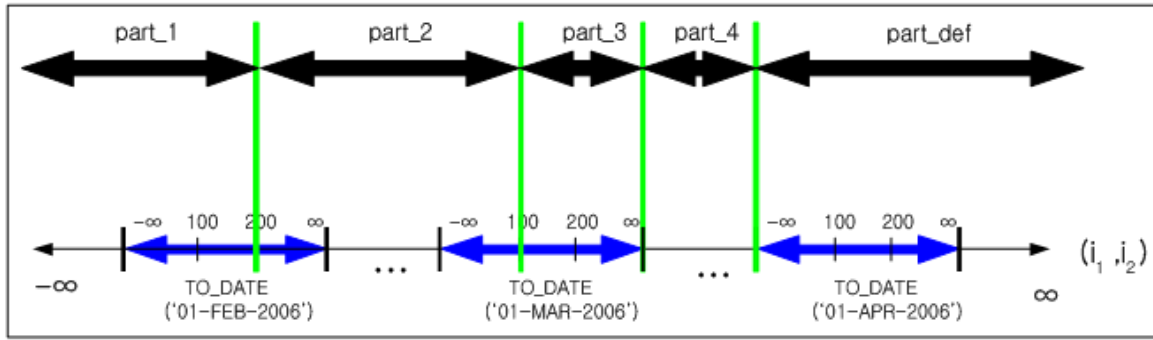 part_1 part_2 part_3 part_4 part_def
-∞ 100 200 ∞ -∞ 100 200 ∞ -∞ 100 200 ∞
... ... (i₁ ,i₂)
-∞ TO_DATE TO_DATE TO_DATE ∞
('01-FEB-2006') ('01-MAR-2006') ('01-APR-2006')